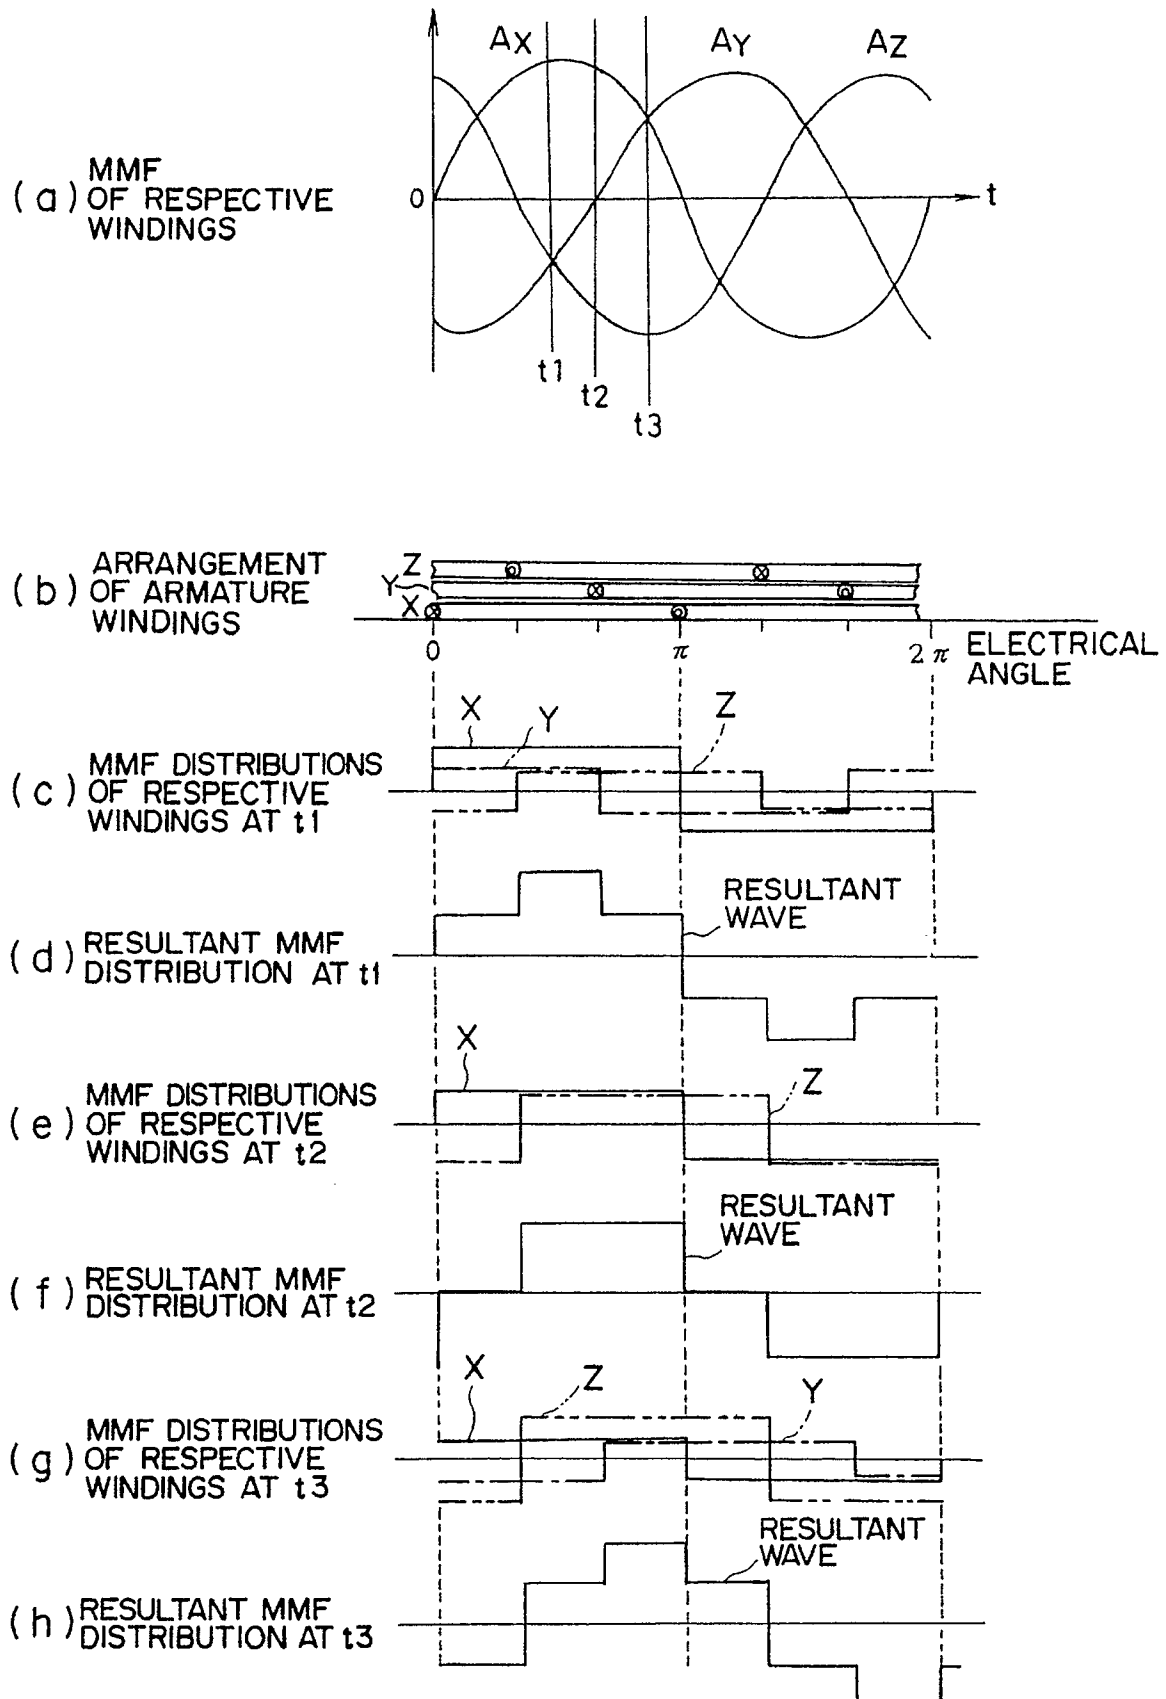 AX AY AZ
(a) MMF
OF RESPECTIVE
WINDINGS
0
t
t1
t2
t3
(b) ARRANGEMENT
OF ARMATURE
WINDINGS
Z
Y
X
0 π 2π
ELECTRICAL
ANGLE
X Y Z
(c) MMF DISTRIBUTIONS
OF RESPECTIVE
WINDINGS AT t1
RESULTANT
WAVE
(d) RESULTANT MMF
DISTRIBUTION AT t1
X
Z
(e) MMF DISTRIBUTIONS
OF RESPECTIVE
WINDINGS AT t2
RESULTANT
WAVE
(f) RESULTANT MMF
DISTRIBUTION AT t2
X Z Y
(g) MMF DISTRIBUTIONS
OF RESPECTIVE
WINDINGS AT t3
RESULTANT
WAVE
(h) RESULTANT MMF
DISTRIBUTION AT t3